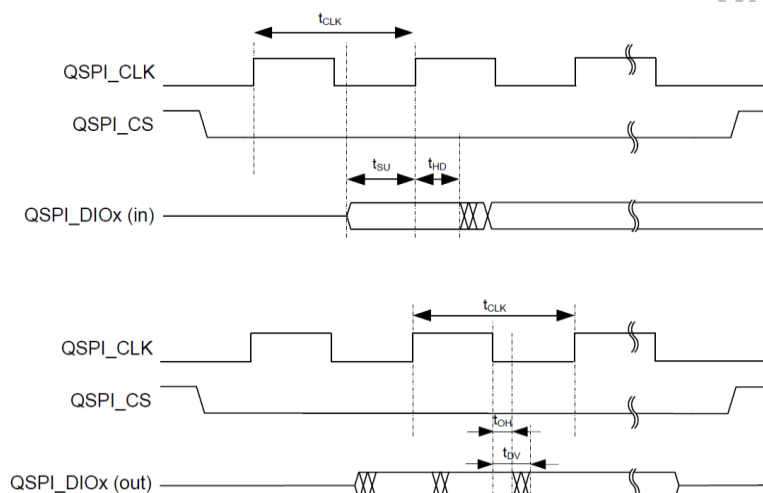 tCLK
QSPI_CLK
QSPI_CS
tSU tHD
QSPI_DIOx (in)
tCLK
QSPI_CLK
QSPI_CS
tOH
tDV
QSPI_DIOx (out)